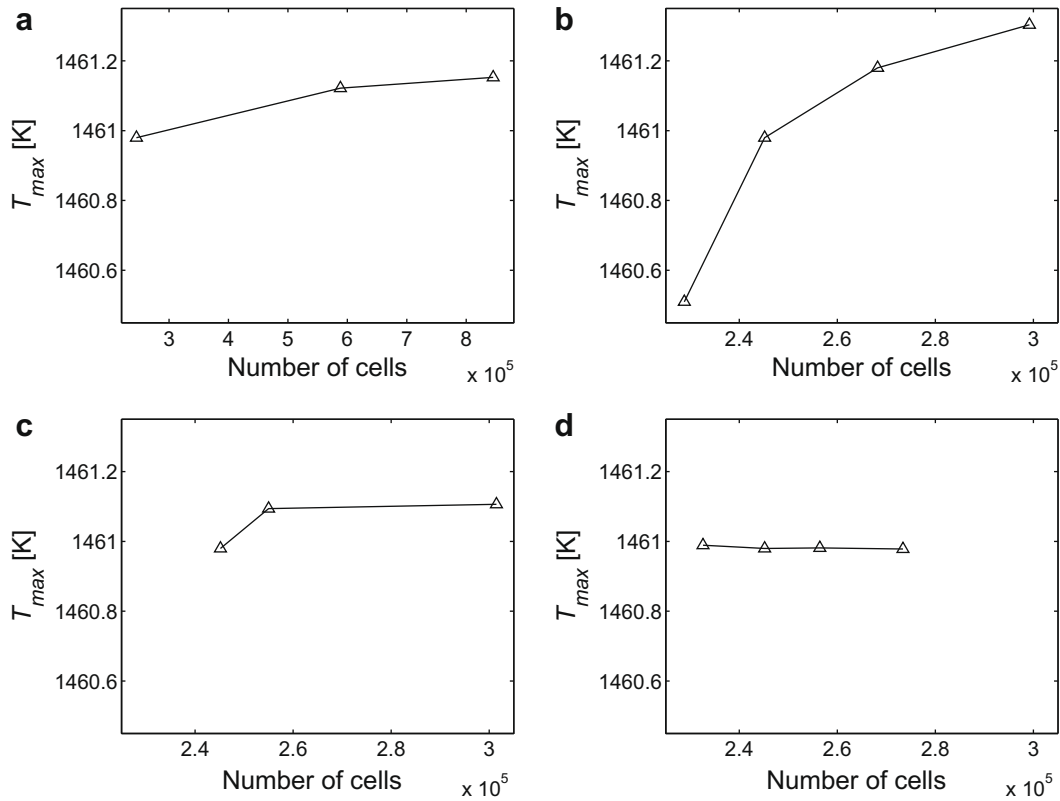 a
1461.2
1461
1460.8
1460.6
T_max [K]
3 4 5 6 7 8
Number of cells
x 10^5
b
1461.2
1461
1460.8
1460.6
T_max [K]
2.4 2.6 2.8 3
Number of cells
x 10^5
c
1461.2
1461
1460.8
1460.6
T_max [K]
2.4 2.6 2.8 3
Number of cells
x 10^5
d
1461.2
1461
1460.8
1460.6
T_max [K]
2.4 2.6 2.8 3
Number of cells
x 10^5